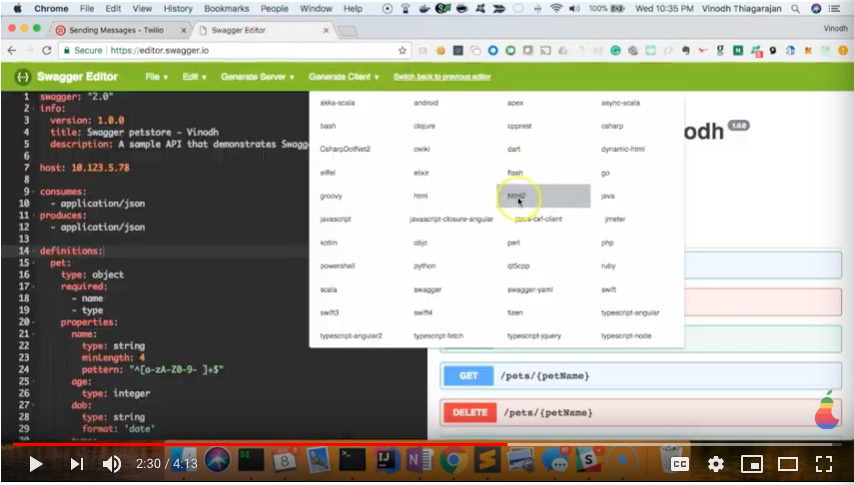 Chrome File Edit View History Bookmarks People Window Help 100% Wed 10:35 PM Vinodh Thiagarajan
Sending Messages - Twilio Swagger Editor Vinodh
Secure https://editor.swagger.io
Swagger Editor File Edit Generate Server Generate Client Switch back to previous editor
1 swagger: "2.0"
2 info:
3 version: 1.0.0
4 title: Swagger petstore - Vinodh
5 description: A sample API that demonstrates Swagge
6
7 host: 10.123.5.78
8
9 consumes:
10 - application/json
11 produces:
12 - application/json
13
14 definitions:
15 pet:
16 type: object
17 required:
18 - name
19 - type
20 properties:
21 name:
22 type: string
23 minLength: 4
24 pattern: "^[a-zA-Z0-9- ]+$"
25 age:
26 type: integer
27 dob:
28 type: string
29 format: 'date'
akka-scala android apex async-scala
bash clojure cpprest csharp
CsharpDotNet2 cwiki dart dynamic-html
eiffel elixir flash go
groovy html html2 java
javascript javascript-closure-angular jaxrs-cxf-client jmeter
kotlin objc perl php
powershell python qt5cpp ruby
scala swagger swagger-yaml swift
swift3 swift4 tizen typescript-angular
typescript-angular2 typescript-fetch typescript-jquery typescript-node
odh 1.0.0
GET /pets/{petName}
DELETE /pets/{petName}
2:30 / 4:13
CC